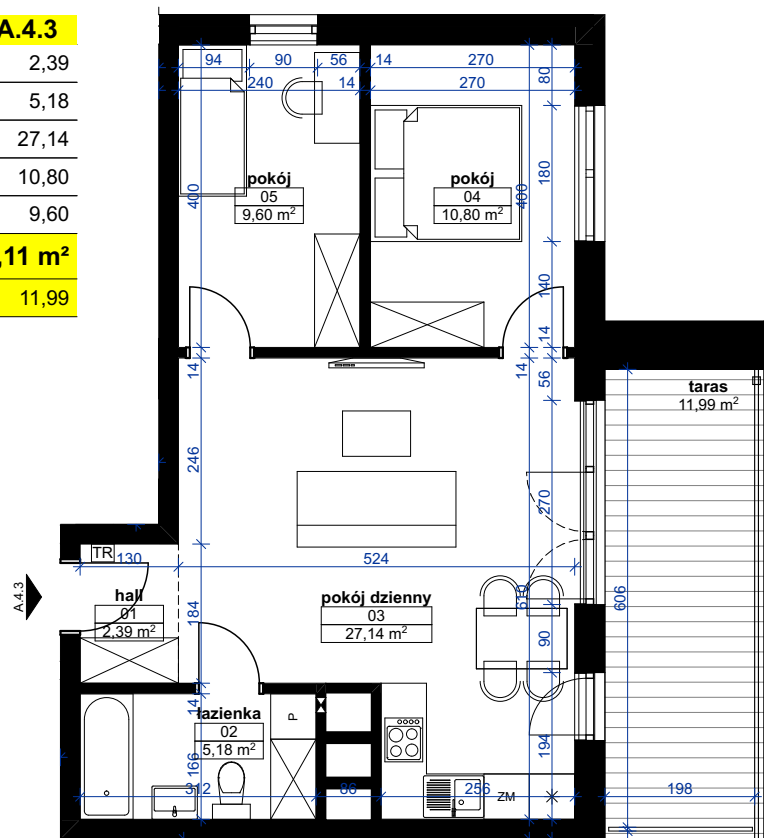 A.4.3
2,39
5,18
27,14
10,80
9,60
,11 m²
11,99
94
90
56
14
270
240
14
270
80
180
400
400
140
14
14
14
56
pokój
05
9,60 m²
pokój
04
10,80 m²
taras
11,99 m²
246
270
TR
130
524
A.4.3
hall
01
2,39 m²
184
pokój dzienny
03
27,14 m²
610
606
90
14
łazienka
02
5,18 m²
P
166
194
312
86
256
ZM
198